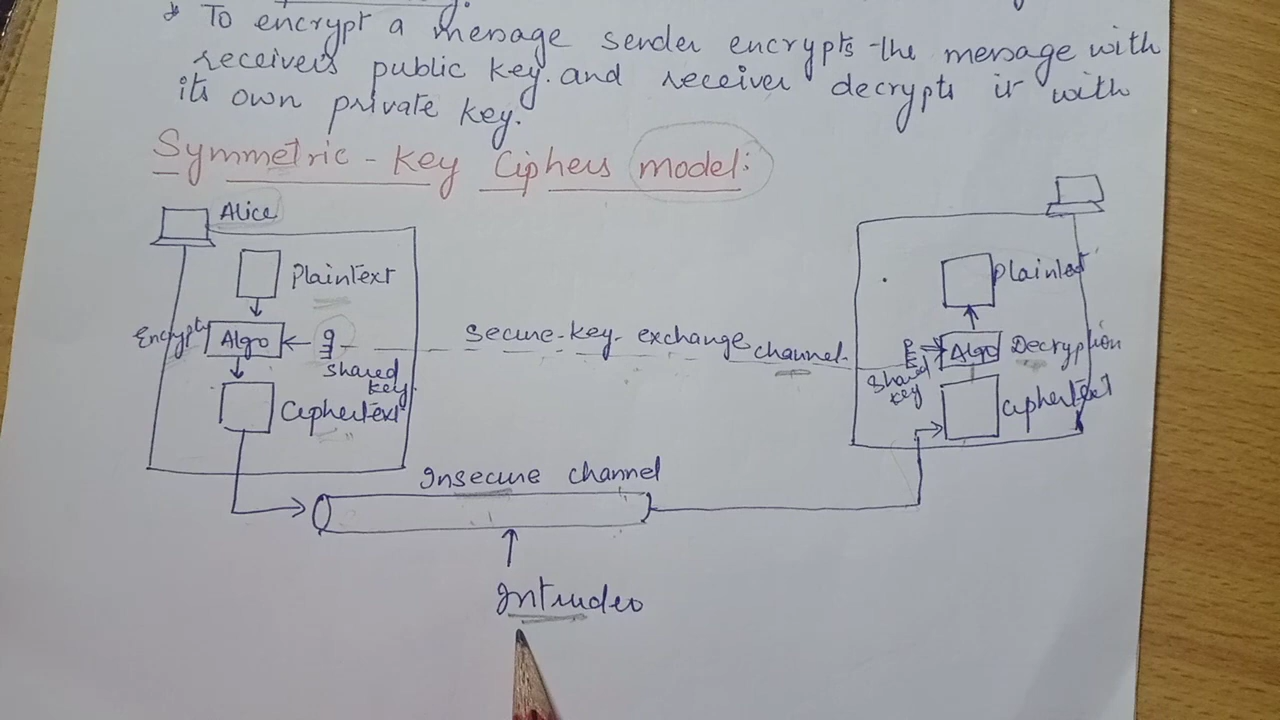 * To encrypt a message sender encrypts the message with
receivers public key. and receiver decrypts it with
its own private key.
Symmetric-key Ciphers model:
Alice
Plaintext
Encrypt
Algo
shared
key
Ciphertext
Secure-key-exchange channel
Plaintext
Algo
Decryption
Shared
key
Ciphertext
Insecure channel
Intruder